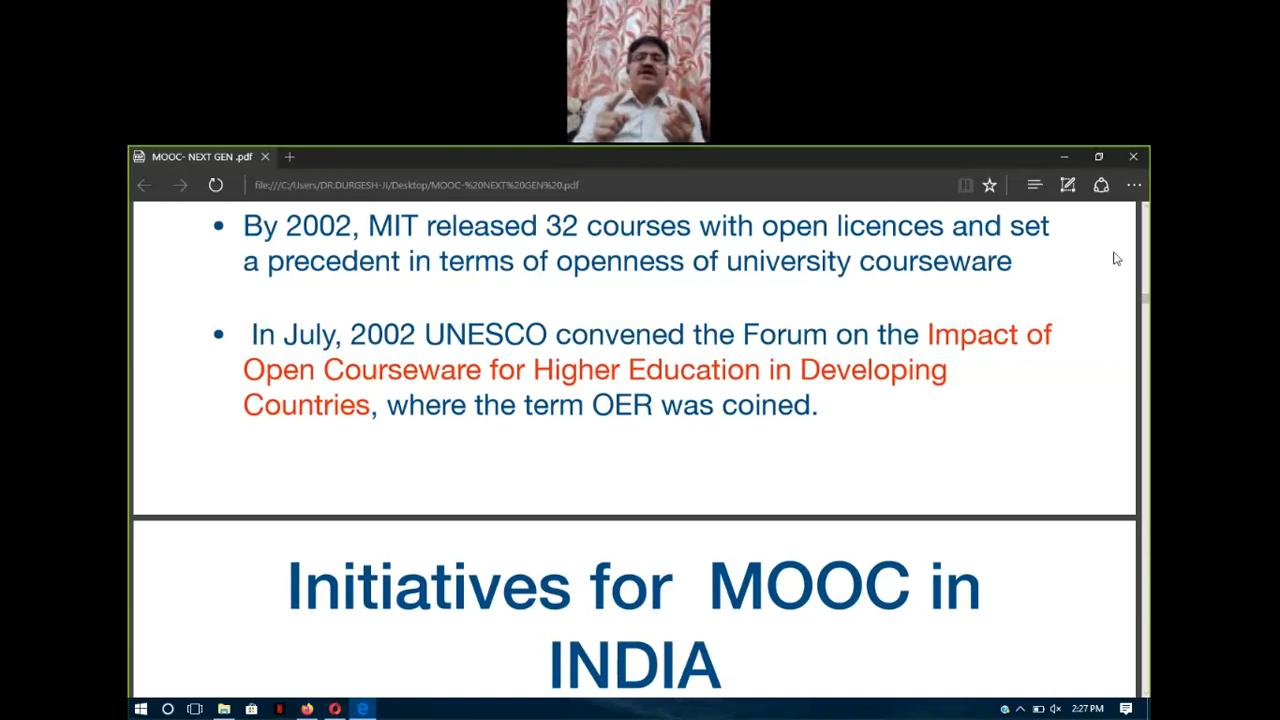 MOOC- NEXT GEN .pdf
file:///C:/Users/DR.DURGESH-JI/Desktop/MOOC-%20NEXT%20GEN%20.pdf
• By 2002, MIT released 32 courses with open licences and set
a precedent in terms of openness of university courseware
• In July, 2002 UNESCO convened the Forum on the Impact of
Open Courseware for Higher Education in Developing
Countries, where the term OER was coined.
Initiatives for MOOC in
INDIA
2:27 PM